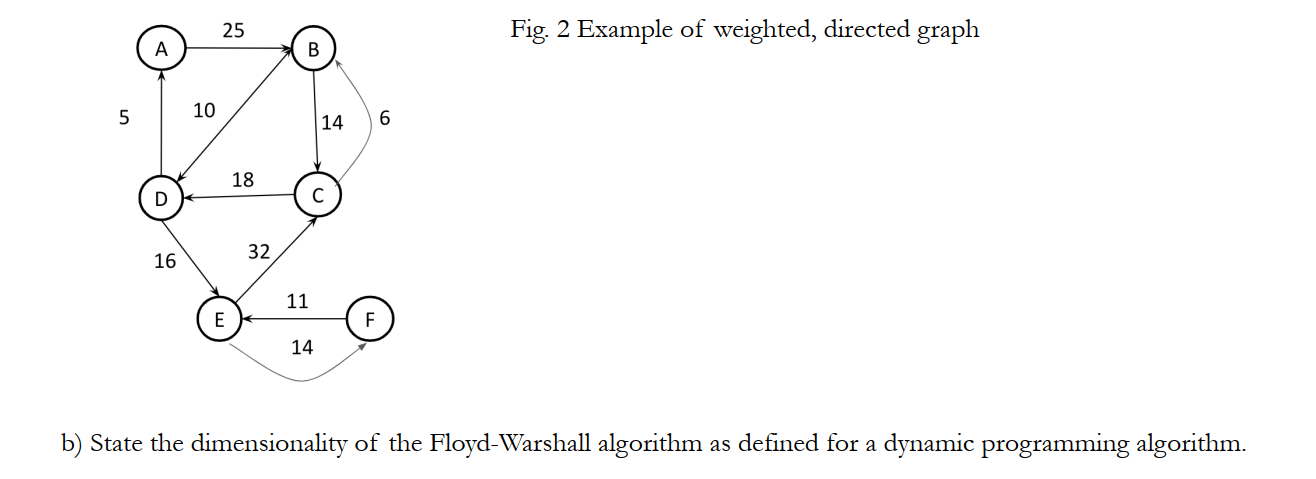 25
Fig. 2 Example of weighted, directed graph
A
B
5
10
14
6
18
D
C
16
32
11
E
F
14
b) State the dimensionality of the Floyd-Warshall algorithm as defined for a dynamic programming algorithm.